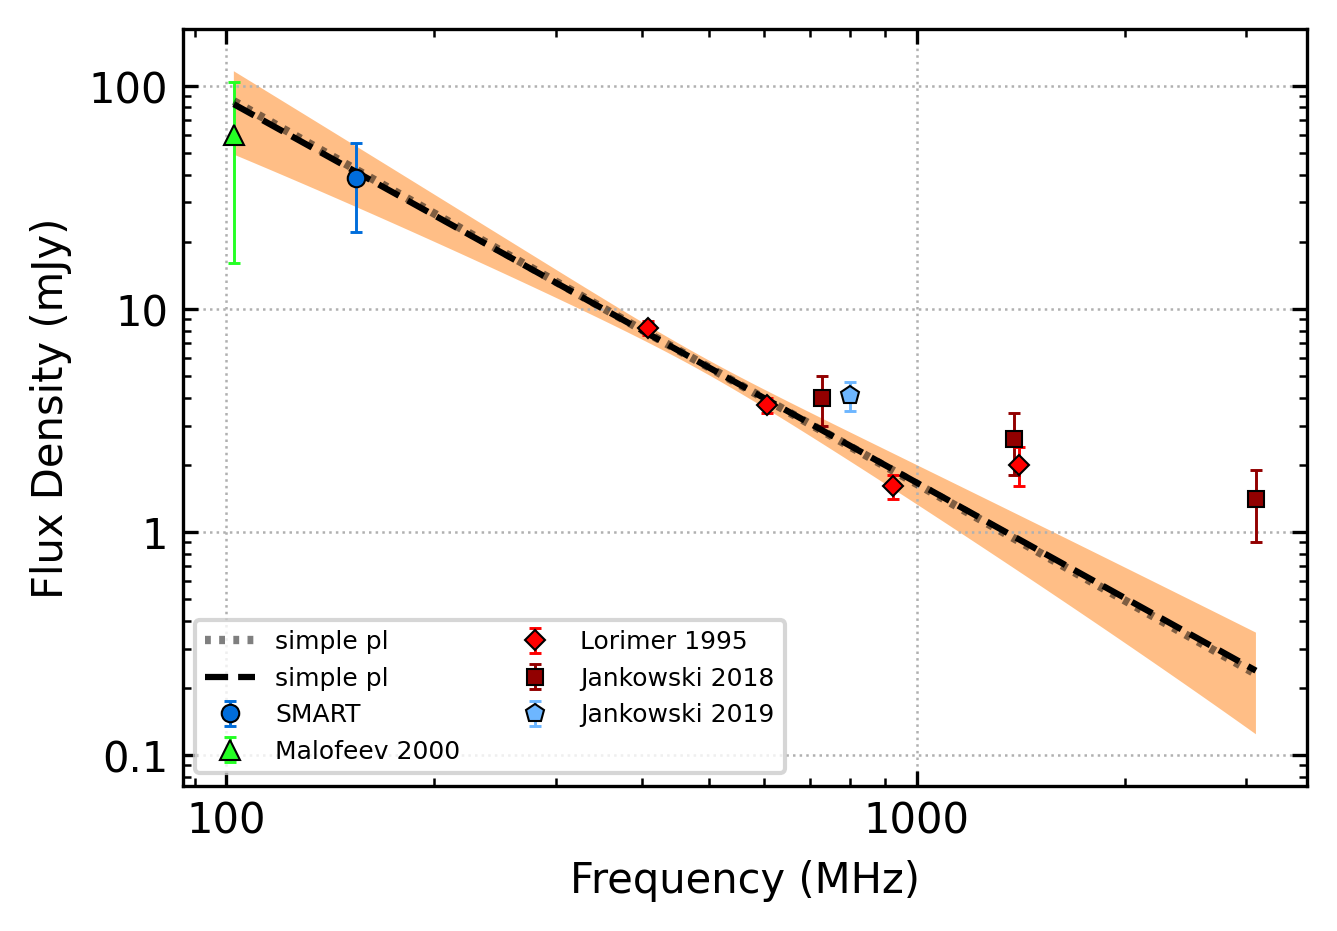 100
10
1
0.1
Flux Density (mJy)
simple pl
simple pl
SMART
Malofeev 2000
Lorimer 1995
Jankowski 2018
Jankowski 2019
100
1000
Frequency (MHz)